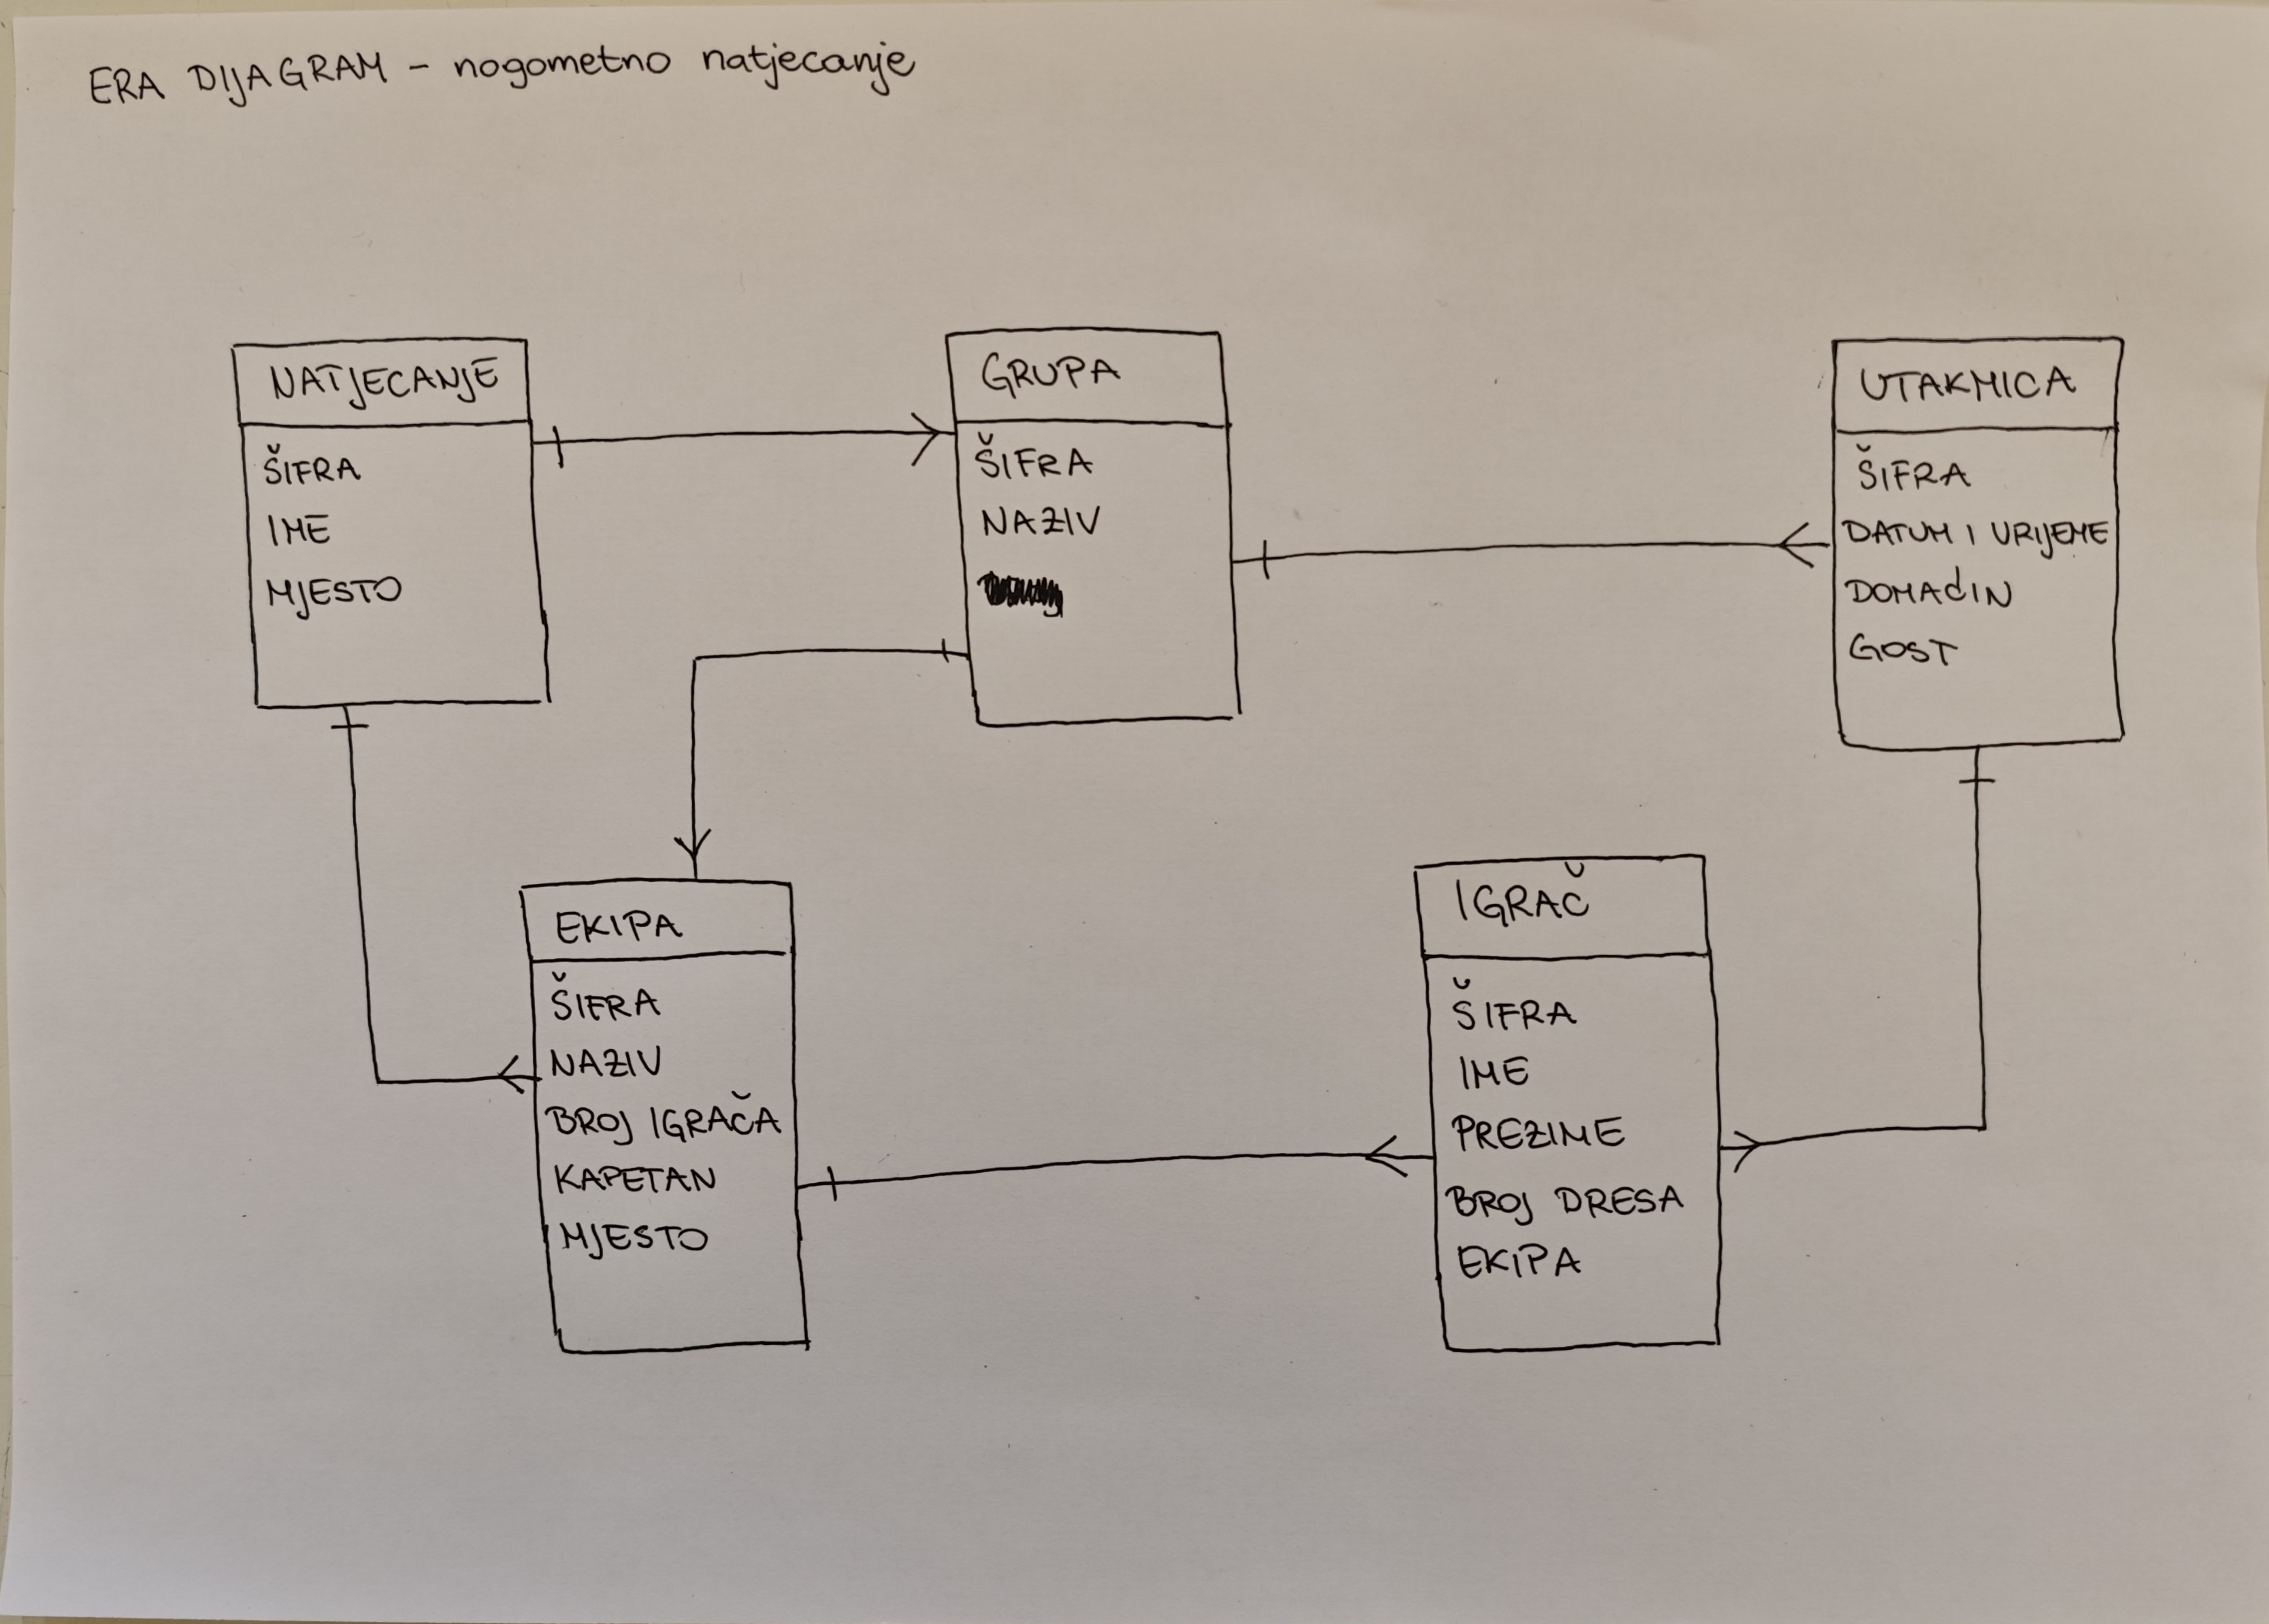 ERA DIJAGRAM - nogometno natjecanje
NATJECANJE
ŠIFRA
IME
MJESTO
GRUPA
ŠIFRA
NAZIV
UTAKMICA
ŠIFRA
DATUM I VRIJEME
DOMAĆIN
GOST
EKIPA
ŠIFRA
NAZIV
BROJ IGRAČA
KAPETAN
MJESTO
IGRAČ
ŠIFRA
IME
PREZIME
BROJ DRESA
EKIPA